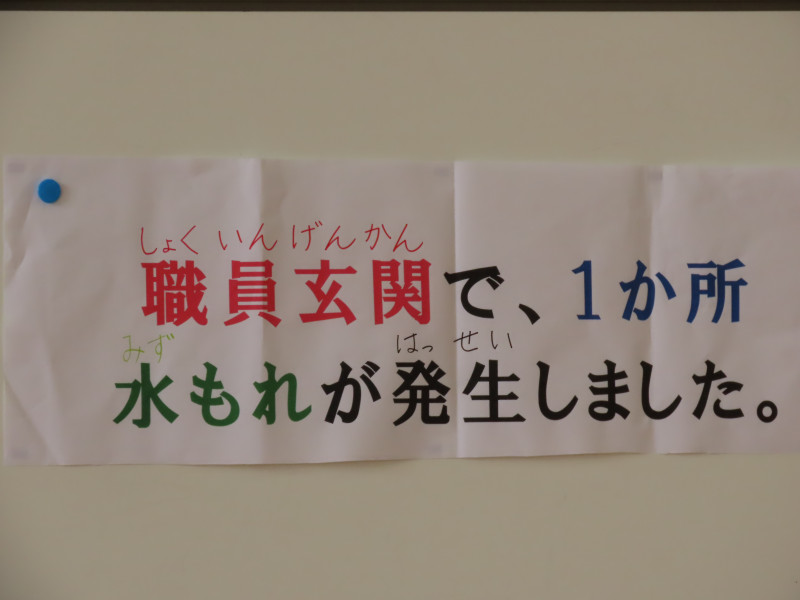 しょくいんげんかん
職員玄関で、1か所
みず はっせい
水もれが発生しました。